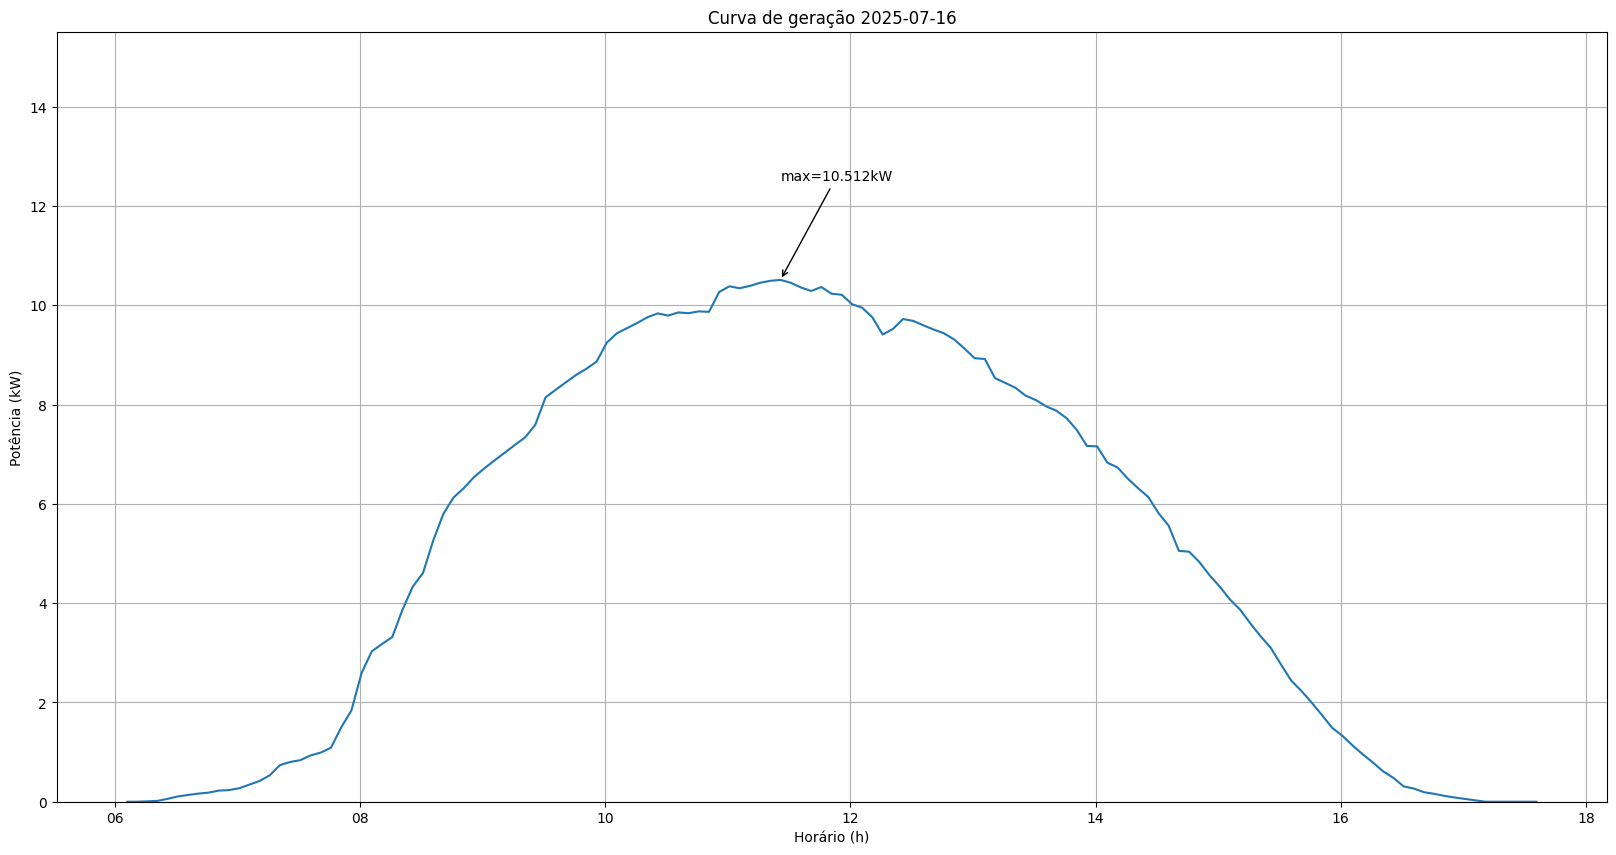 Curva de geração 2025-07-16
14
12
10
8
6
4
2
0
max=10.512kW
Potência (kW)
06 08 10 12 14 16 18
Horário (h)